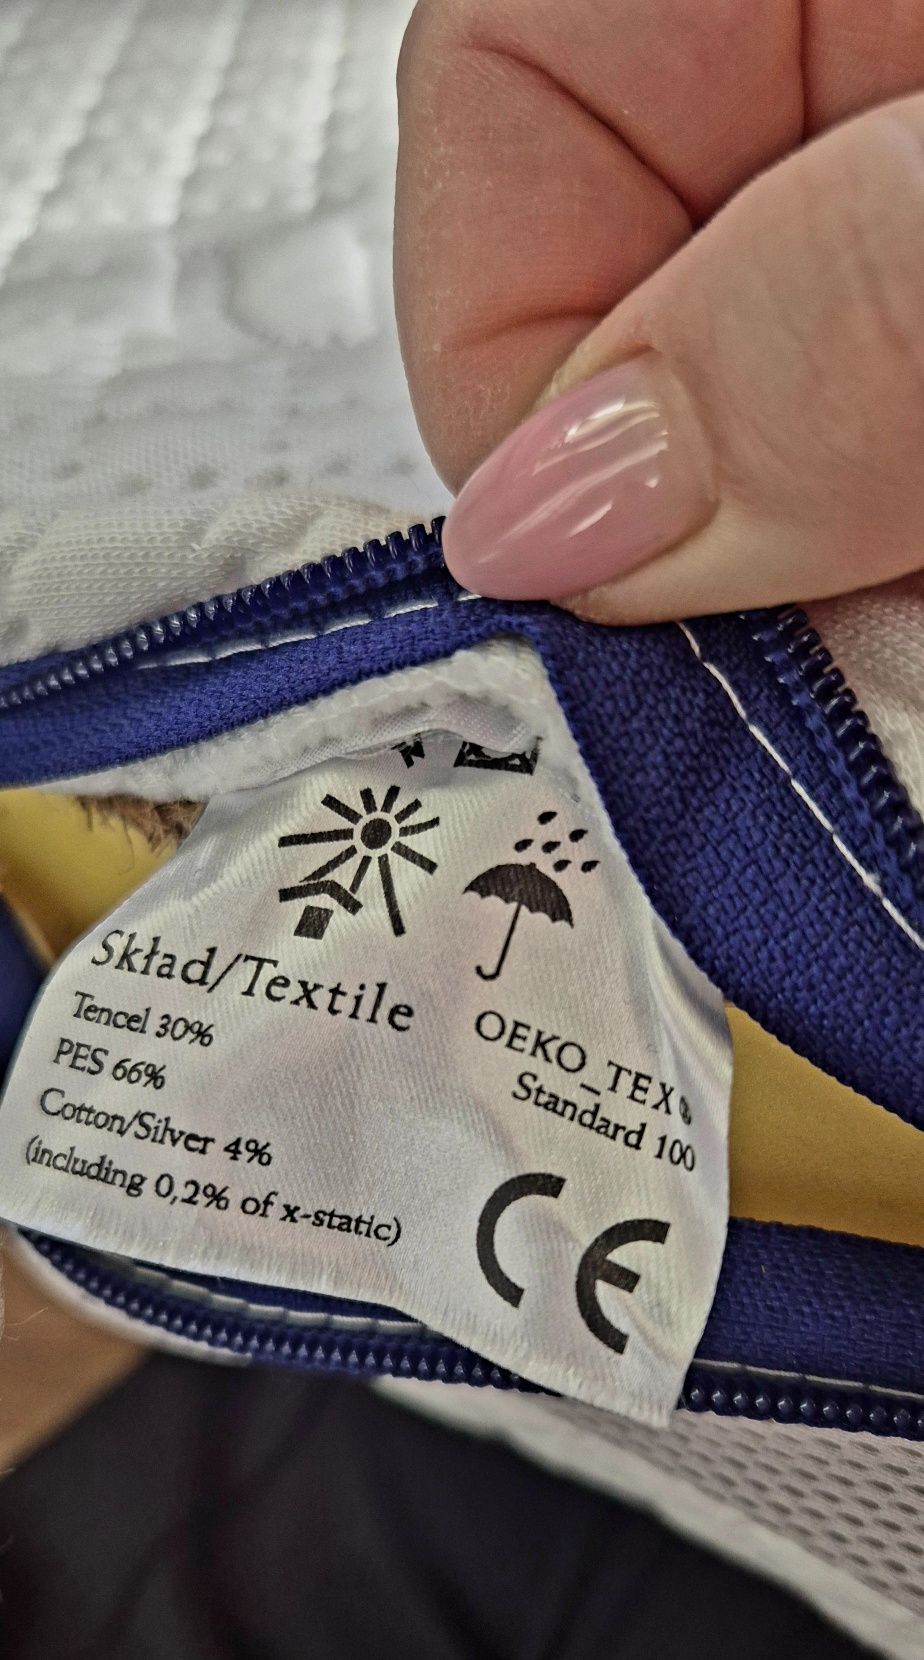 Skład/Textile
Tencel 30%
PES 66%
Cotton/Silver 4%
(including 0,2% of x-static)
OEKO_TEX®
Standard 100
CE